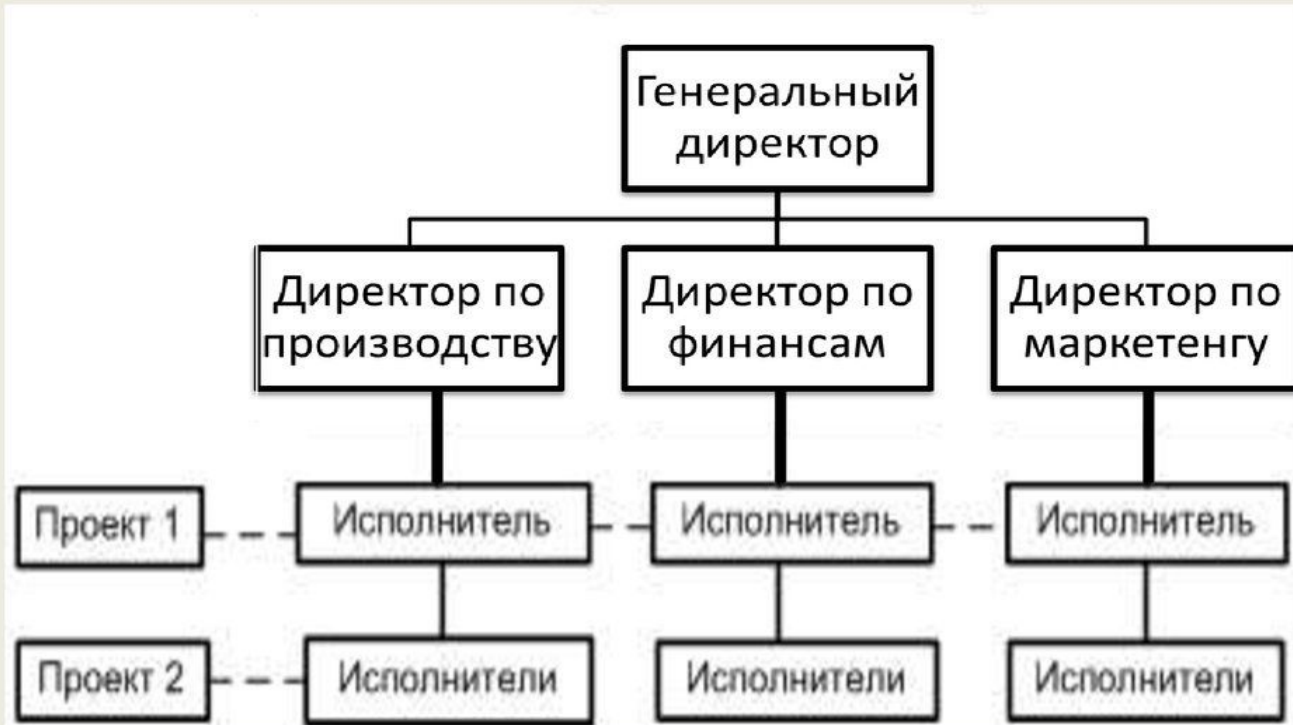 Генеральный
директор
Директор по
производству
Директор по
финансам
Директор по
маркетенгу
Проект 1
Исполнитель
Исполнитель
Исполнитель
Проект 2
Исполнители
Исполнители
Исполнители